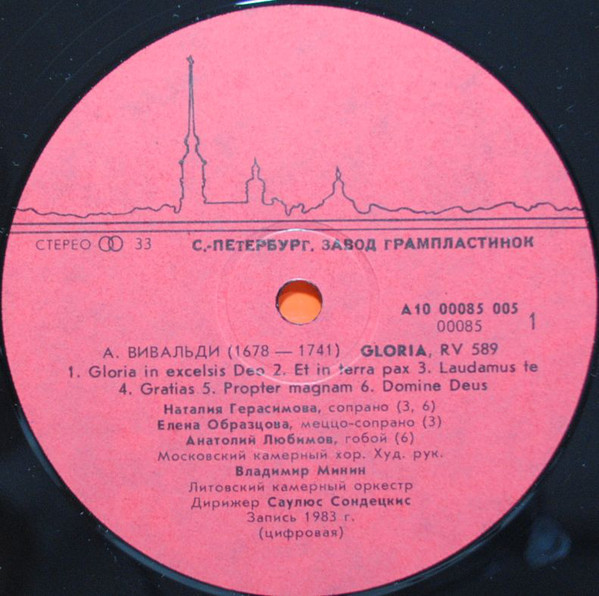 СТЕРЕО 33 С.-ПЕТЕРБУРГ. ЗАВОД ГРАМПЛАСТИНОК
А10 00085 005
00085 1
А. ВИВАЛЬДИ (1678 — 1741) GLORIA, RV 589
1. Gloria in excelsis Deo 2. Et in terra pax 3. Laudamus te
4. Gratias 5. Propter magnam 6. Domine Deus
Наталия Герасимова, сопрано (3, 6)
Елена Образцова, меццо-сопрано (3)
Анатолий Любимов, гобой (6)
Московский камерный хор. Худ. рук.
Владимир Минин
Литовский камерный оркестр
Дирижер Саулюс Сондецкис
Запись 1983 г.
(цифровая)